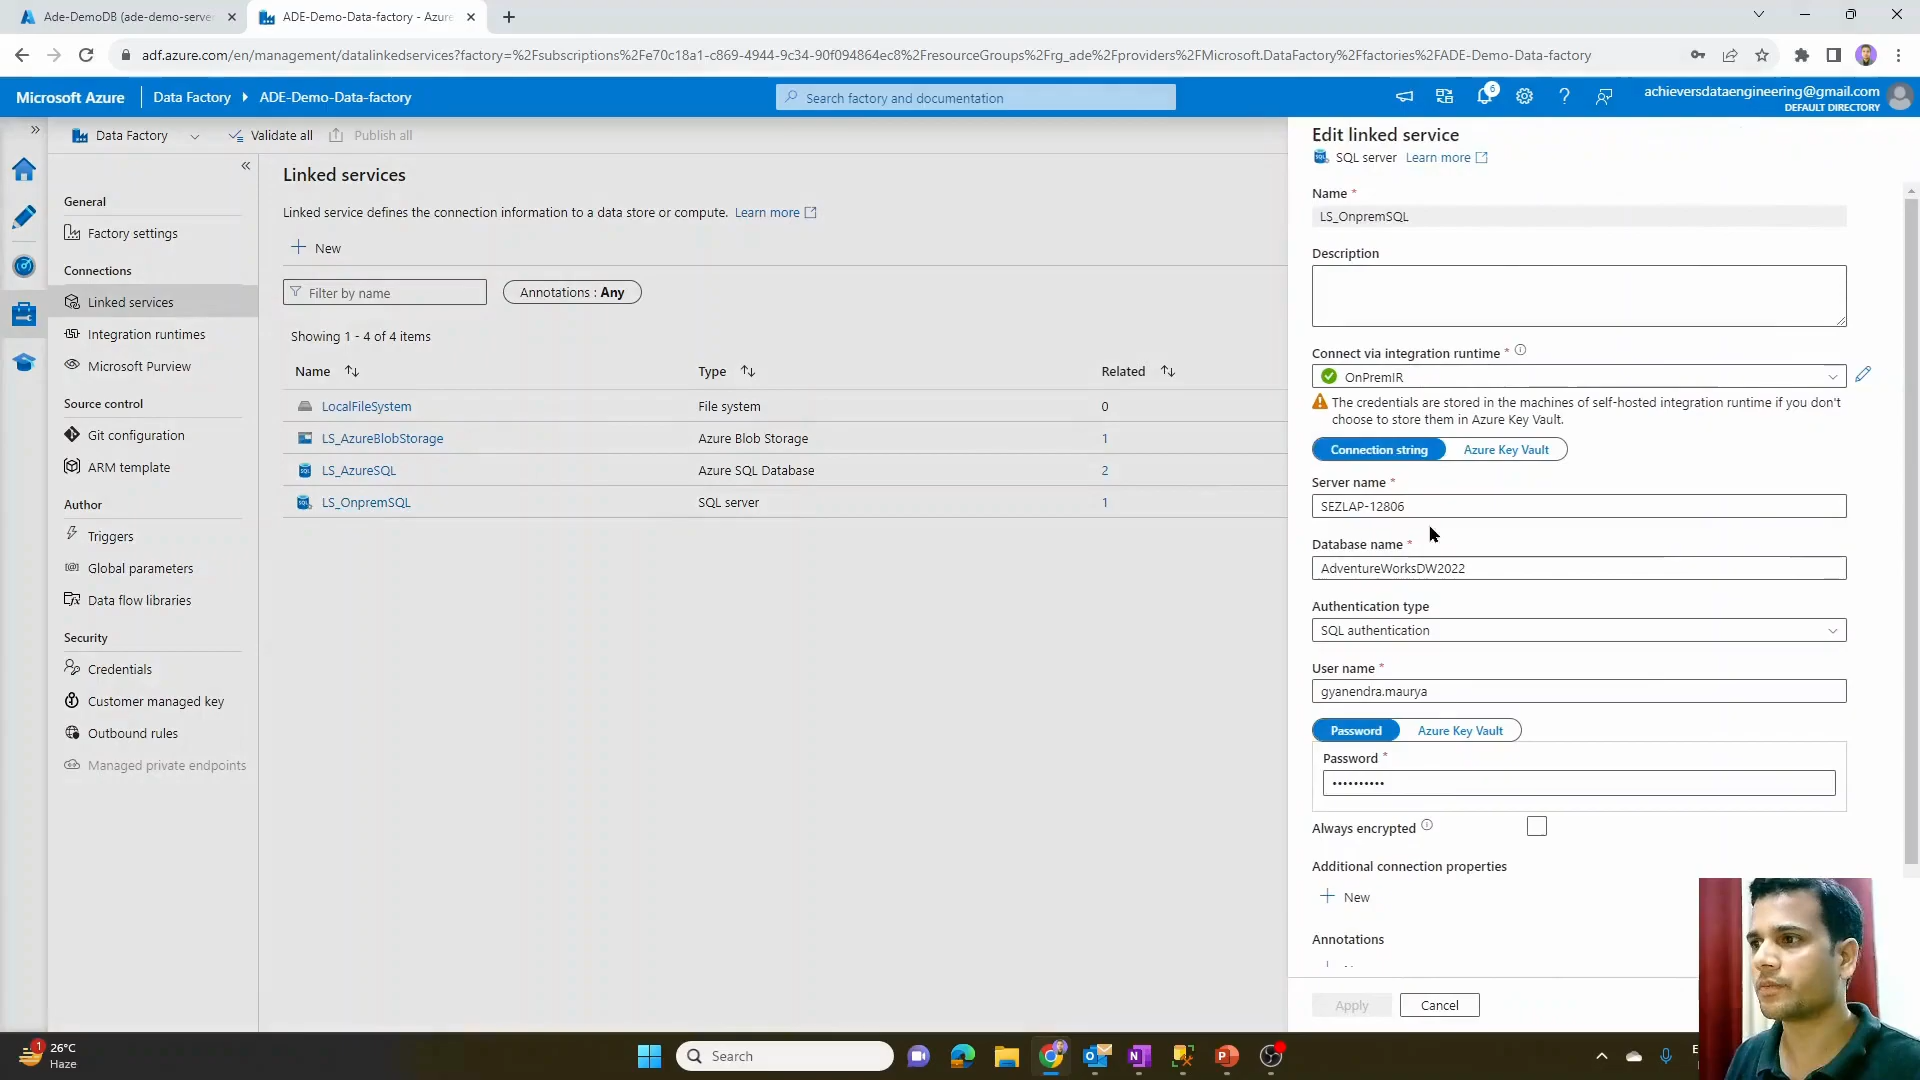 Ade-DemoDB (ade-demo-server
ADE-Demo-Data-factory - Azure
adf.azure.com/en/management/datalinkedservices?factory=%2Fsubscriptions%2Fe70c18a1-c869-4944-9c34-90f094864ec8%2FresourceGroups%2Frg_ade%2Fproviders%2FMicrosoft.DataFactory%2Ffactories%2FADE-Demo-Data-factory
Microsoft Azure
Data Factory
ADE-Demo-Data-factory
Search factory and documentation
6
achieversdataengineering@gmail.com
DEFAULT DIRECTORY
Data Factory
Validate all
Publish all
General
Factory settings
Connections
Linked services
Integration runtimes
Microsoft Purview
Source control
Git configuration
ARM template
Author
Triggers
Global parameters
Data flow libraries
Security
Credentials
Customer managed key
Outbound rules
Managed private endpoints
Linked services
Linked service defines the connection information to a data store or compute. Learn more
New
Filter by name
Annotations : Any
Showing 1 - 4 of 4 items
Name Type Related
LocalFileSystem File system 0
LS_AzureBlobStorage Azure Blob Storage 1
LS_AzureSQL Azure SQL Database 2
LS_OnpremSQL SQL server 1
Edit linked service
SQL server Learn more
Name *
LS_OnpremSQL
Description
Connect via integration runtime *
OnPremIR
The credentials are stored in the machines of self-hosted integration runtime if you don't
choose to store them in Azure Key Vault.
Connection string Azure Key Vault
Server name *
SEZLAP-12806
Database name *
AdventureWorksDW2022
Authentication type
SQL authentication
User name *
gyanendra.maurya
Password Azure Key Vault
Password *
••••••••••
Always encrypted
Additional connection properties
New
Annotations
Apply
Cancel
1
26°C
Haze
Search